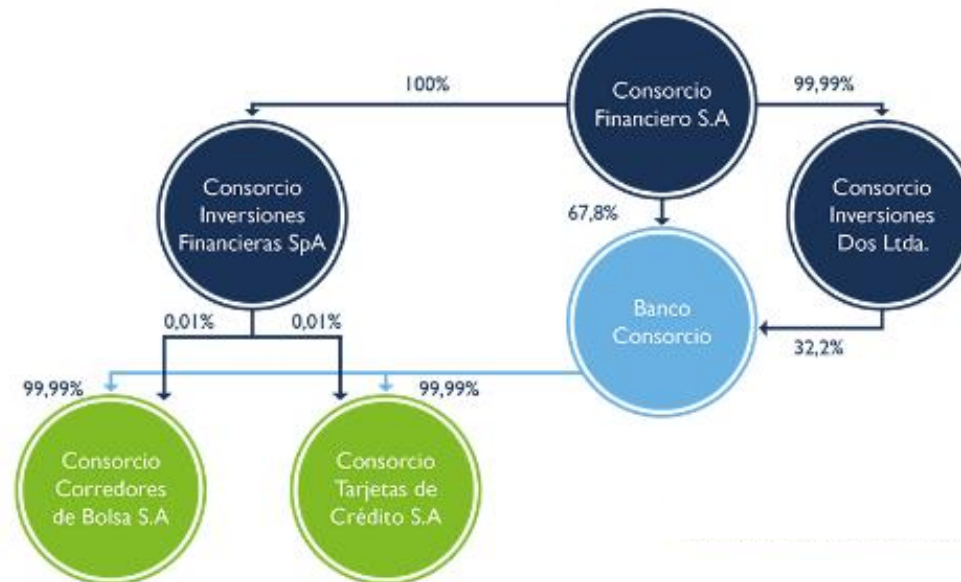 100%
Consorcio
Financiero S.A
99,99%
Consorcio
Inversiones
Financieras SpA
67,8%
Consorcio
Inversiones
Dos Ltda.
Banco
Consorcio
0,01%
0,01%
32,2%
99,99%
99,99%
Consorcio
Corredores
de Bolsa S.A
Consorcio
Tarjetas de
Crédito S.A